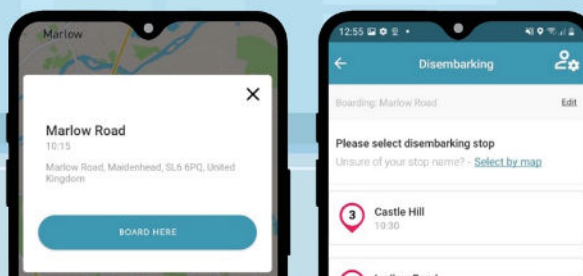 Marlow
Marlow Road
10:15
Marlow Road, Maidenhead, SL6 6PQ, United
Kingdom
BOARD HERE
12:55
Disembarking
Boarding: Marlow Road
Edit
Please select disembarking stop
Unsure of your stop name? - Select by map
3
Castle Hill
10:30